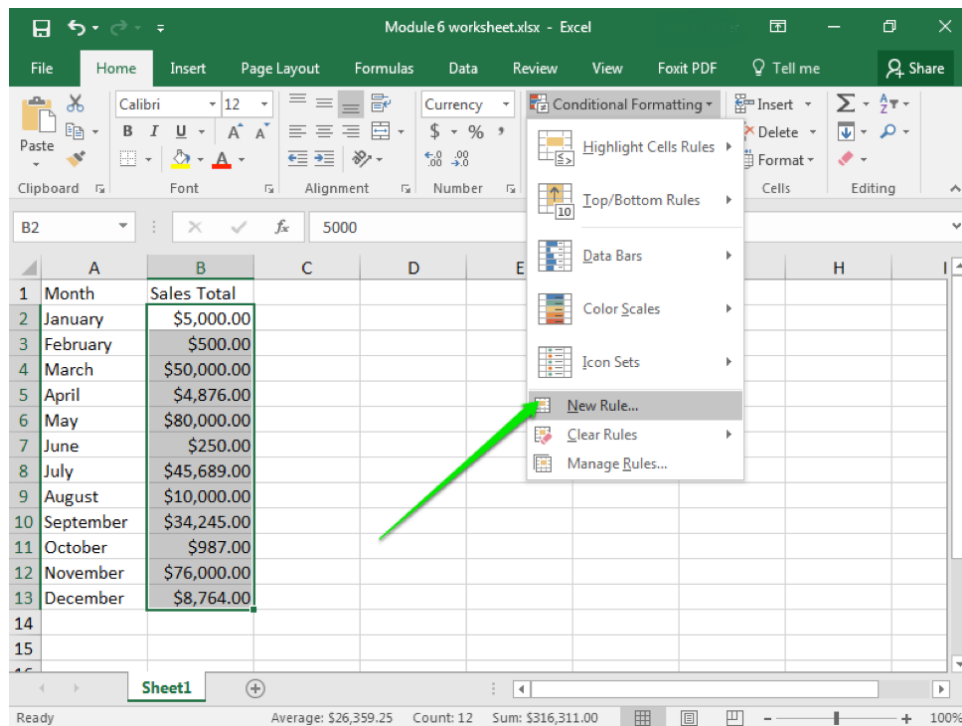 Module 6 worksheet.xlsx - Excel
File Home Insert Page Layout Formulas Data Review View Foxit PDF Tell me Share
Paste
Calibri 12
B I U A A
Currency
$ % ,
Conditional Formatting
Insert
Delete
Format
Clipboard Font Alignment Number Cells Editing
Highlight Cells Rules
Top/Bottom Rules
Data Bars
Color Scales
Icon Sets
New Rule...
Clear Rules
Manage Rules...
B2 fx 5000
A B C D E H I
1 Month Sales Total
2 January $5,000.00
3 February $500.00
4 March $50,000.00
5 April $4,876.00
6 May $80,000.00
7 June $250.00
8 July $45,689.00
9 August $10,000.00
10 September $34,245.00
11 October $987.00
12 November $76,000.00
13 December $8,764.00
14
15
Sheet1
Ready Average: $26,359.25 Count: 12 Sum: $316,311.00 100%